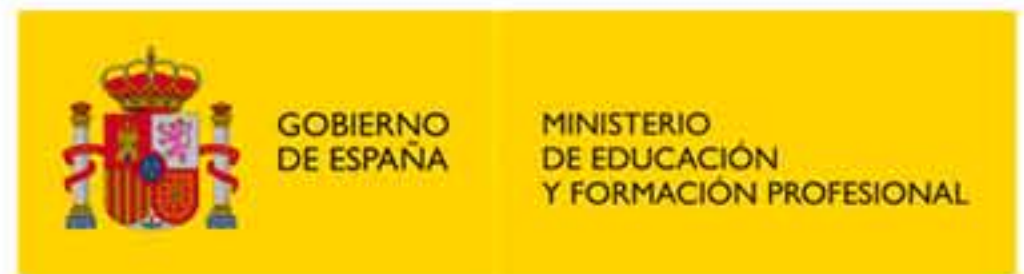 GOBIERNO
DE ESPAÑA
MINISTERIO
DE EDUCACIÓN
Y FORMACIÓN PROFESIONAL